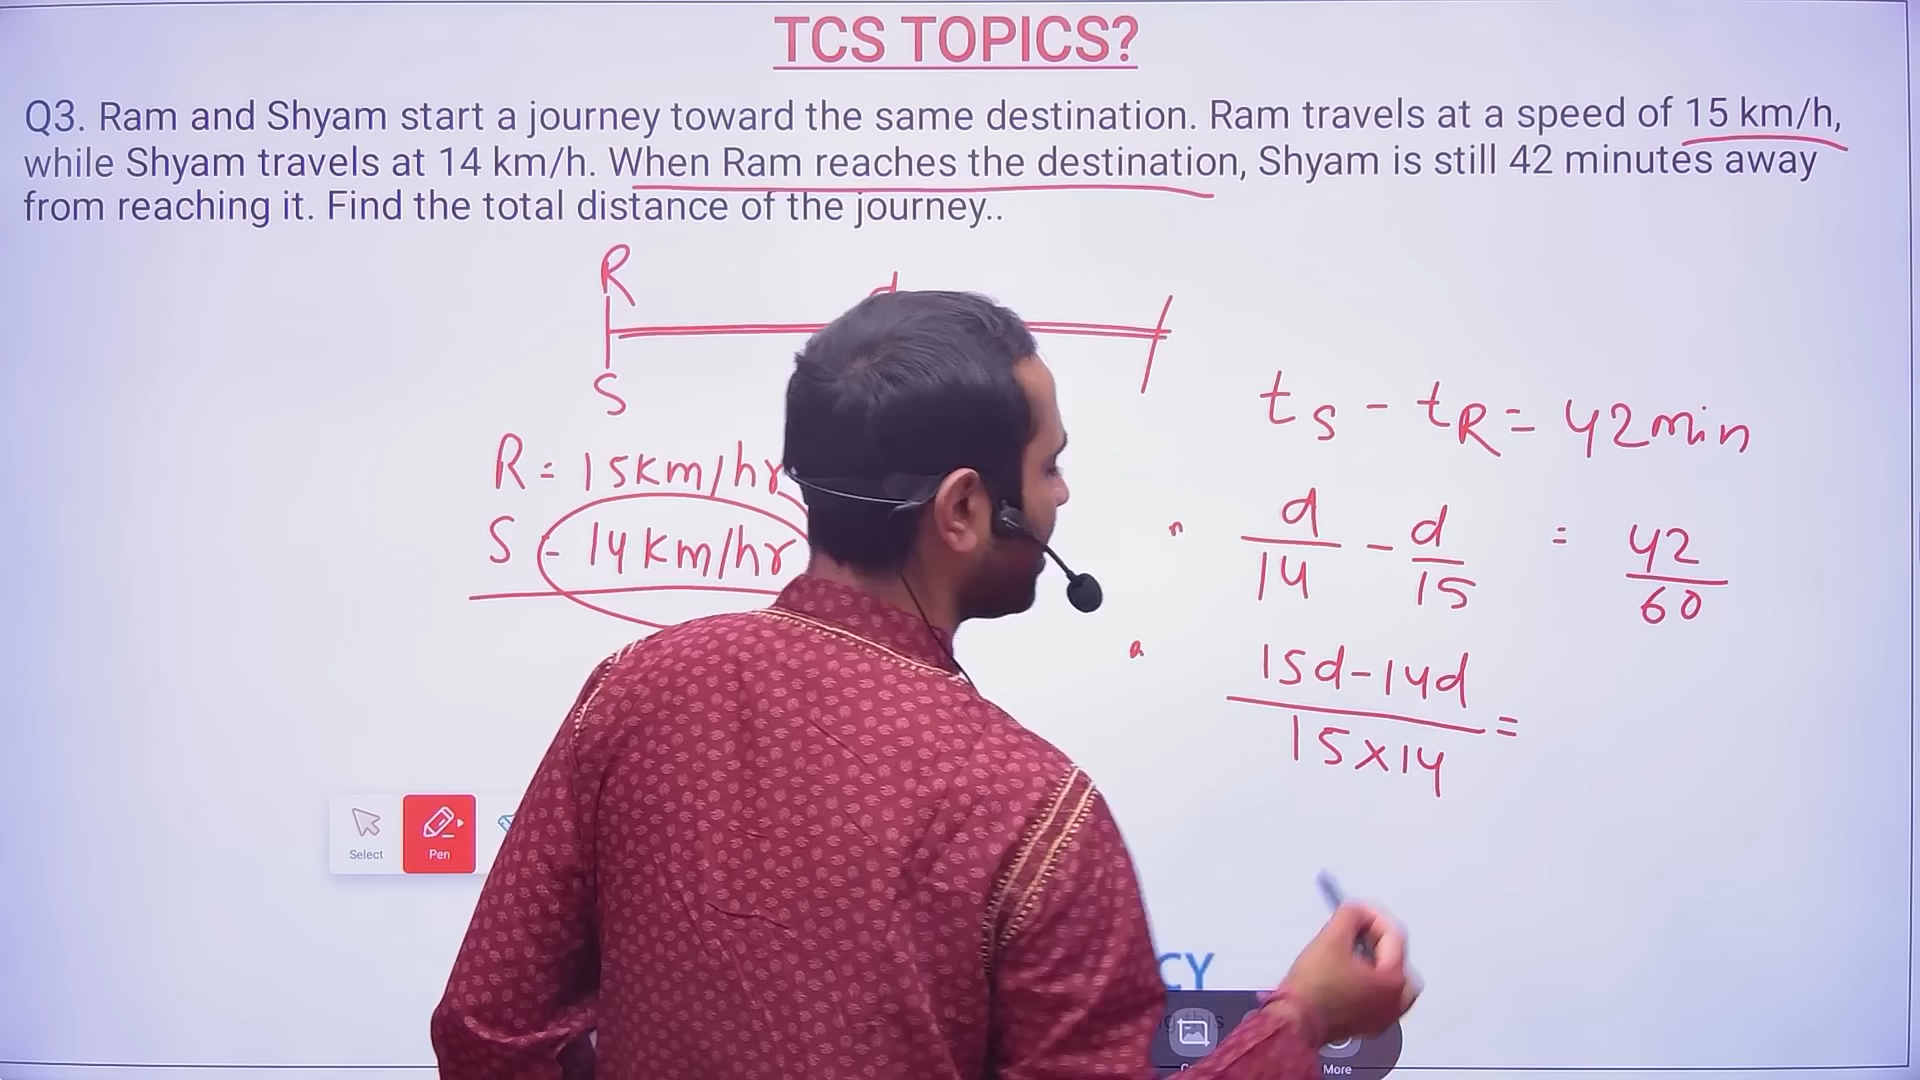 TCS TOPICS?
Q3. Ram and Shyam start a journey toward the same destination. Ram travels at a speed of 15 km/h,
while Shyam travels at 14 km/h. When Ram reaches the destination, Shyam is still 42 minutes away
from reaching it. Find the total distance of the journey..
R
d
S
tS - tR = 42min
R = 15km/hr
S - 14km/hr
d/14 - d/15 = 42/60
15d-14d/15x14 =
Select
Pen
CY
More